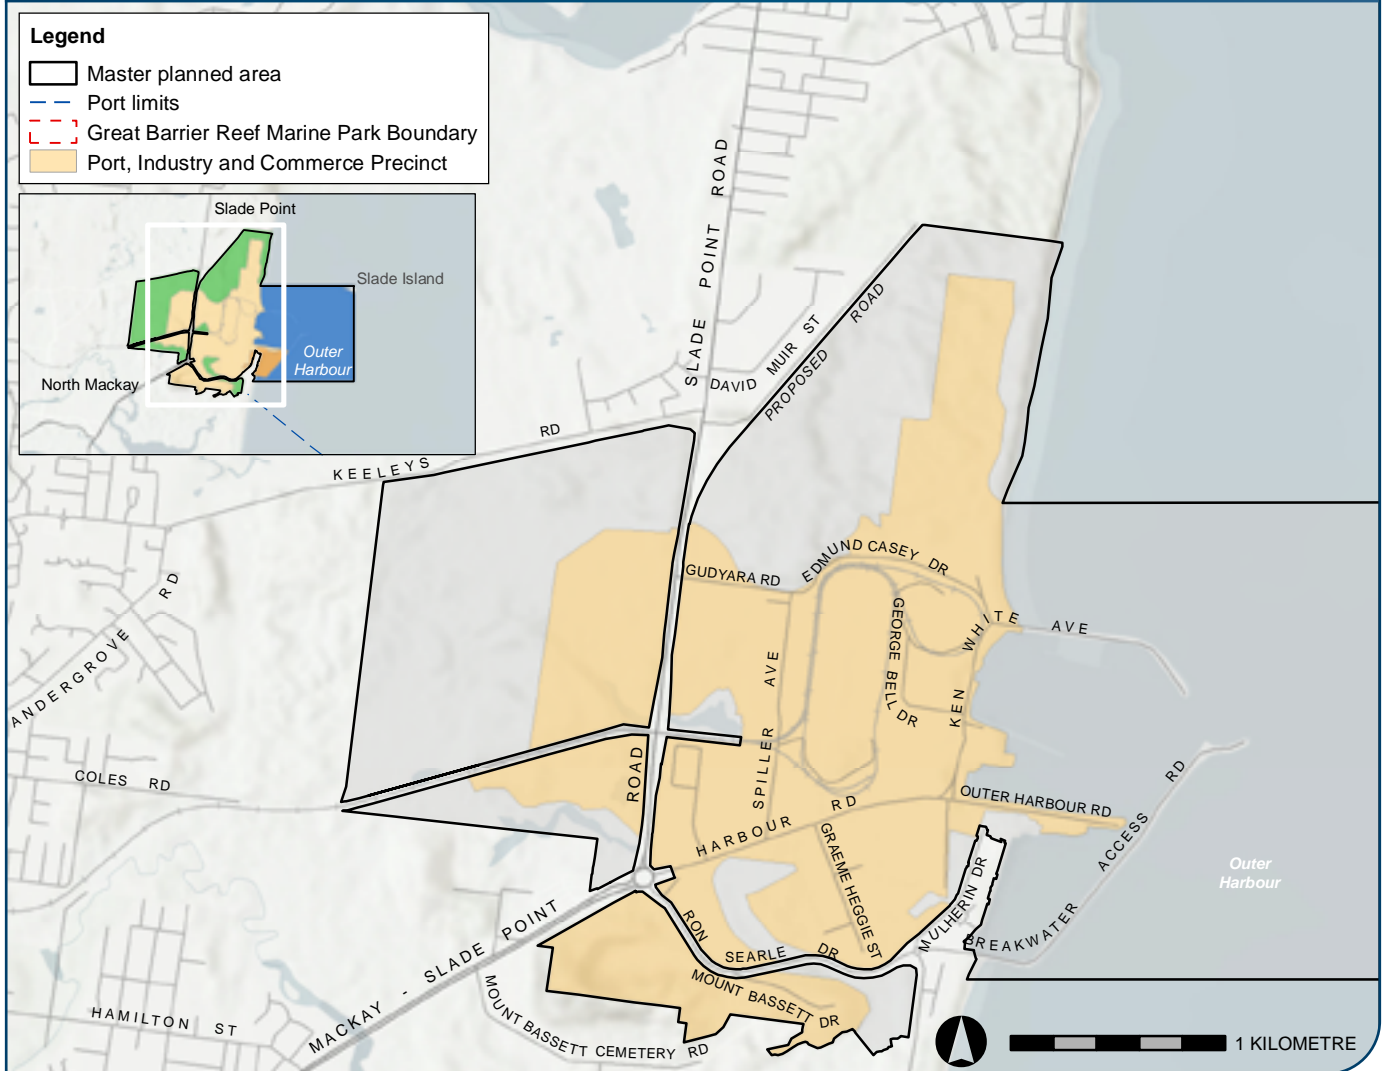 Legend
Master planned area
Port limits
Great Barrier Reef Marine Park Boundary
Port, Industry and Commerce Precinct
Slade Point
Slade Island
Outer
Harbour
North Mackay
SLADE POINT ROAD
DAVID MUIR ST
PROPOSED ROAD
KEELEYS RD
ANDERGROVE RD
COLES RD
GUDYARA RD
EDMUND CASEY DR
GEORGE BELL DR
KEN WHITE AVE
SPILLER AVE
ROAD
HARBOUR RD
OUTER HARBOUR RD
GRAEME HEGGIE ST
MULHERIN DR
BREAKWATER ACCESS RD
Outer
Harbour
RON SEARLE DR
MOUNT BASSETT DR
MACKAY - SLADE POINT
MOUNT BASSETT CEMETERY RD
HAMILTON ST
1 KILOMETRE